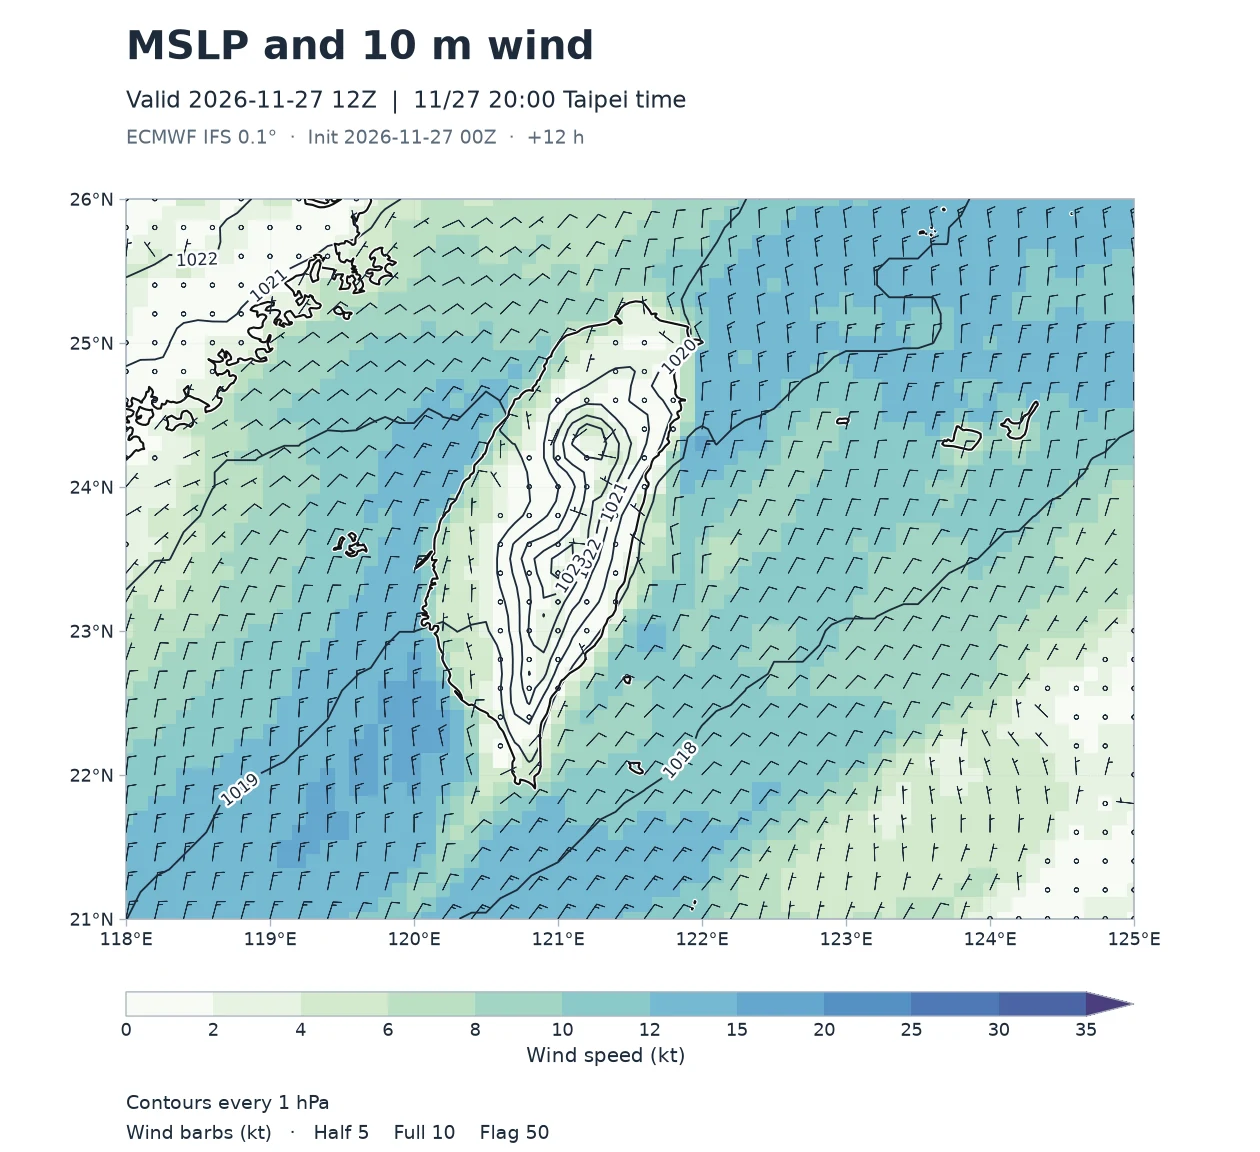 MSLP and 10 m wind
Valid 2026-11-27 12Z | 11/27 20:00 Taipei time
ECMWF IFS 0.1° · Init 2026-11-27 00Z · +12 h
26°N
25°N
24°N
23°N
22°N
21°N
1022
1021
1020
1021
1022
1023
1019
1018
118°E 119°E 120°E 121°E 122°E 123°E 124°E 125°E
0 2 4 6 8 10 12 15 20 25 30 35
Wind speed (kt)
Contours every 1 hPa
Wind barbs (kt) · Half 5 Full 10 Flag 50